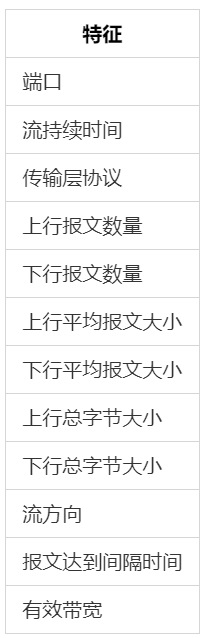 特征
端口
流持续时间
传输层协议
上行报文数量
下行报文数量
上行平均报文大小
下行平均报文大小
上行总字节大小
下行总字节大小
流方向
报文达到间隔时间
有效带宽